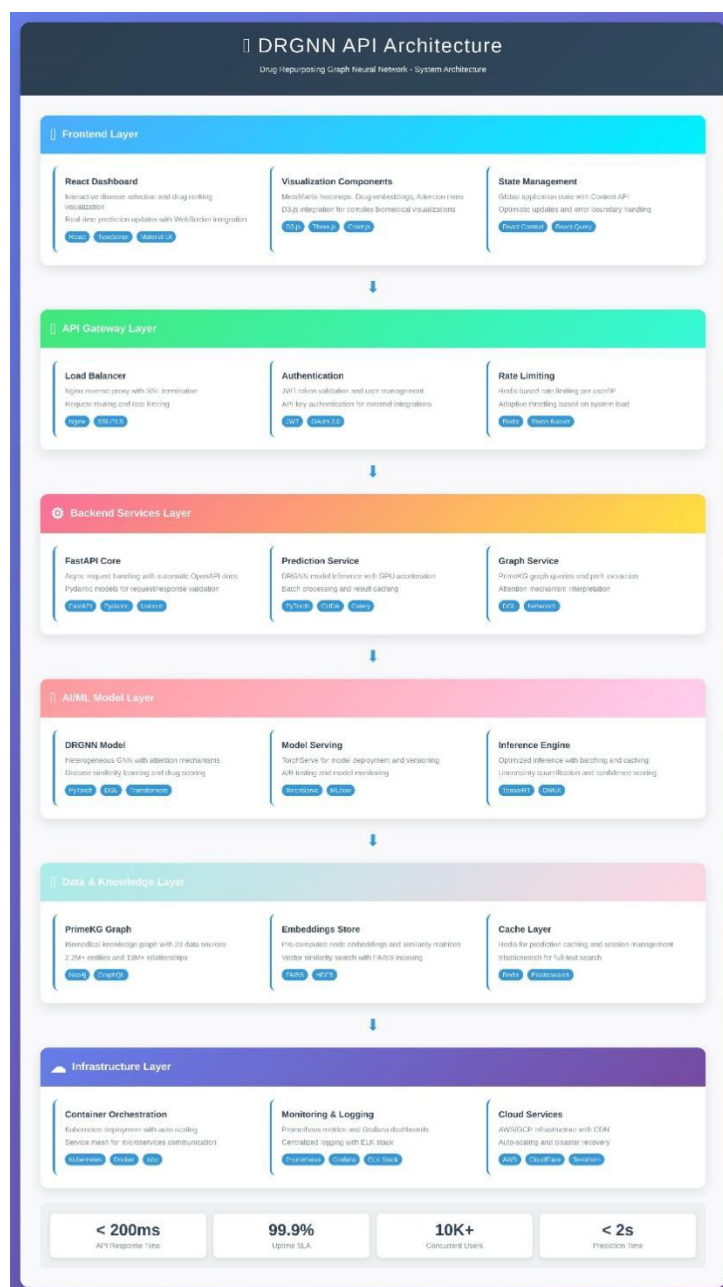 DRGNN API Architecture
Drug Repurposing Graph Neural Network - System Architecture
Frontend Layer
React Dashboard
Interactive disease selection and drug ranking
visualization
Real-time prediction updates with WebSocket integration
React TypeScript Material-UI
Visualization Components
MetaMatrix heatmaps, Drug embeddings, Attention trees
D3.js integration for complex biomedical visualizations
D3.js Three.js Chart.js
State Management
Global application state with Context API
Optimistic updates and error boundary handling
React Context React Query
API Gateway Layer
Load Balancer
Nginx reverse proxy with SSL termination
Request routing and rate limiting
Nginx SSL/TLS
Authentication
JWT token validation and user management
API key authentication for external integrations
JWT OAuth 2.0
Rate Limiting
Redis-based rate limiting per user/IP
Adaptive throttling based on system load
Redis Token Bucket
Backend Services Layer
FastAPI Core
Async request handling with automatic OpenAPI docs
Pydantic models for request/response validation
FastAPI Pydantic Uvicorn
Prediction Service
DRGNN model inference with GPU acceleration
Batch processing and result caching
PyTorch CUDA Celery
Graph Service
PrimeKG graph queries and path extraction
Attention mechanism interpretation
DGL NetworkX
AI/ML Model Layer
DRGNN Model
Heterogeneous GNN with attention mechanisms
Disease similarity learning and drug scoring
PyTorch DGL Transformers
Model Serving
TorchServe for model deployment and versioning
A/B testing and model monitoring
TorchServe MLflow
Inference Engine
Optimized inference with batching and caching
Uncertainty quantification and confidence scoring
TensorRT ONNX
Data & Knowledge Layer
PrimeKG Graph
Biomedical knowledge graph with 20 data sources
2.2M+ entities and 13M+ relationships
Neo4j GraphQL
Embeddings Store
Pre-computed node embeddings and similarity matrices
Vector similarity search with FAISS indexing
FAISS HDF5
Cache Layer
Redis for prediction caching and session management
Elasticsearch for full-text search
Redis Elasticsearch
Infrastructure Layer
Container Orchestration
Kubernetes deployment with auto-scaling
Service mesh for microservices communication
Kubernetes Docker Istio
Monitoring & Logging
Prometheus metrics and Grafana dashboards
Centralized logging with ELK stack
Prometheus Grafana ELK Stack
Cloud Services
AWS/GCP infrastructure with CDN
Auto-scaling and disaster recovery
AWS CloudFlare Terraform
< 200ms
API Response Time
99.9%
Uptime SLA
10K+
Concurrent Users
< 2s
Prediction Time